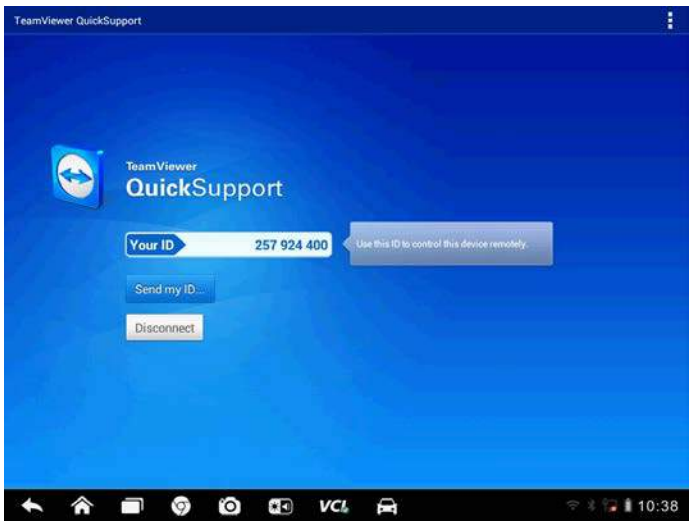 TeamViewer QuickSupport
TeamViewer
QuickSupport
Your ID 257 924 400
Use this ID to control this device remotely.
Send my ID...
Disconnect
VCI
10:38